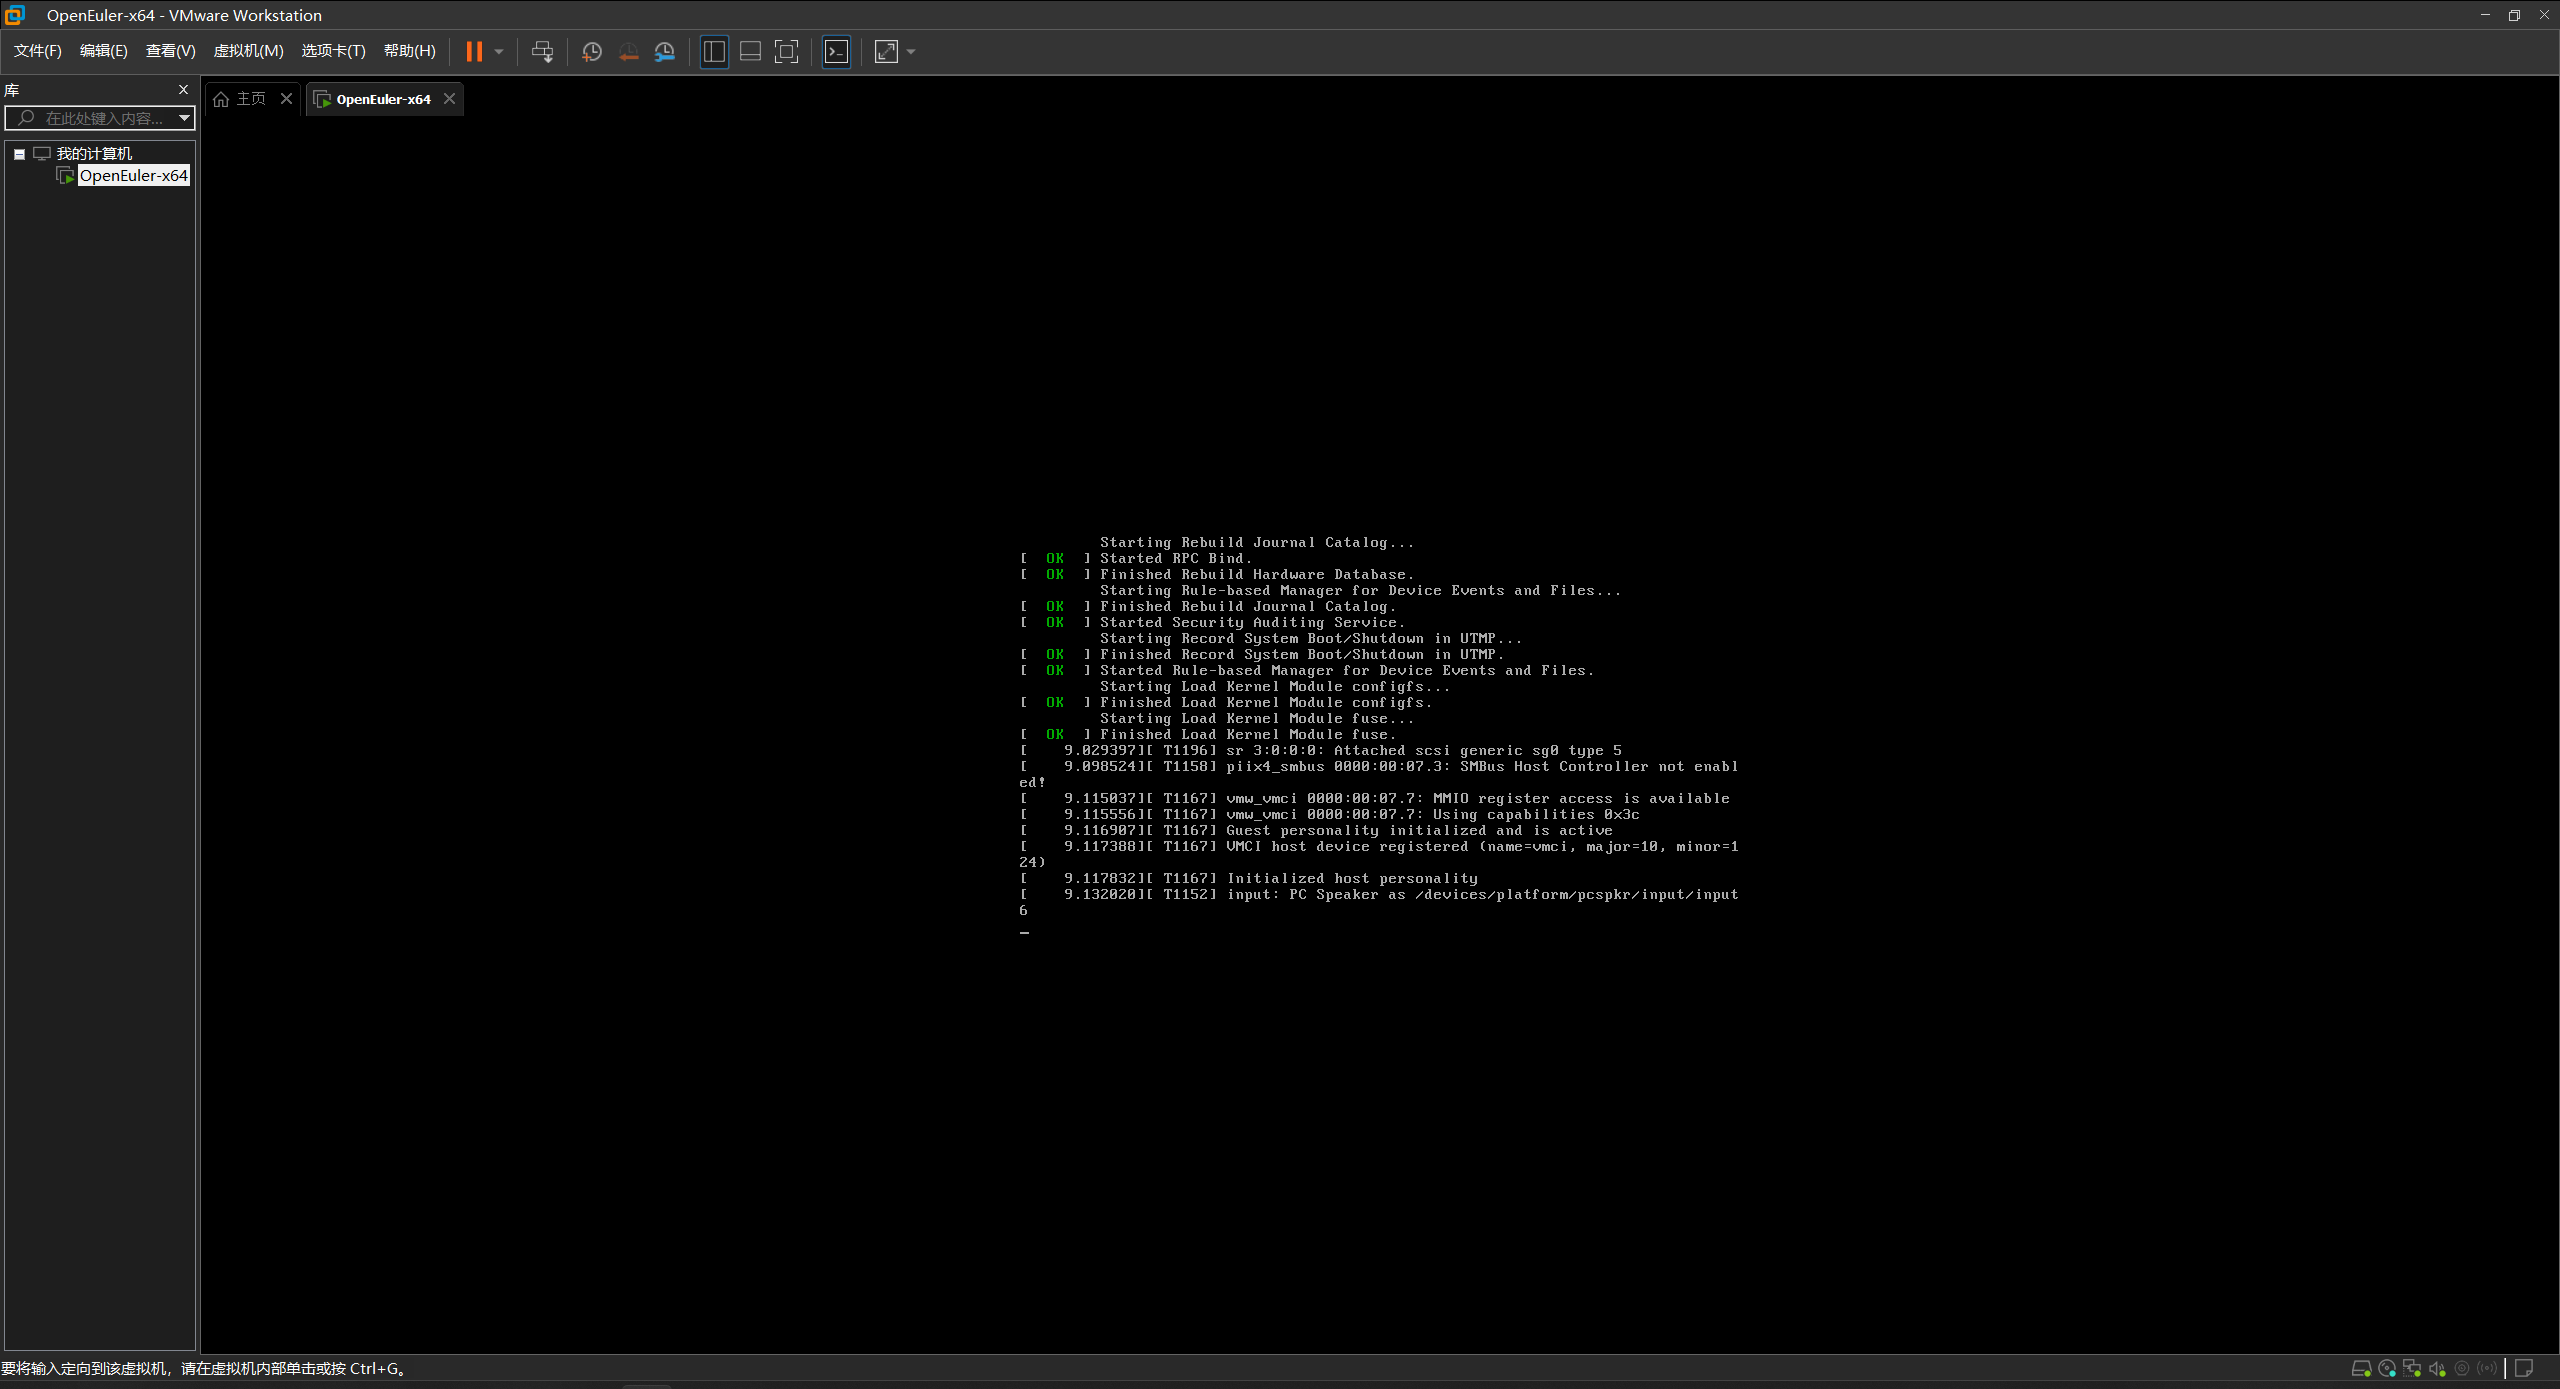 OpenEuler-x64 - VMware Workstation
文件(F) 编辑(E) 查看(V) 虚拟机(M) 选项卡(T) 帮助(H)
库
在此处键入内容...
我的计算机
OpenEuler-x64
主页 OpenEuler-x64
Starting Rebuild Journal Catalog...
[  OK  ] Started RPC Bind.
[  OK  ] Finished Rebuild Hardware Database.
Starting Rule-based Manager for Device Events and Files...
[  OK  ] Finished Rebuild Journal Catalog.
[  OK  ] Started Security Auditing Service.
Starting Record System Boot/Shutdown in UTMP...
[  OK  ] Finished Record System Boot/Shutdown in UTMP.
[  OK  ] Started Rule-based Manager for Device Events and Files.
Starting Load Kernel Module configfs...
[  OK  ] Finished Load Kernel Module configfs.
Starting Load Kernel Module fuse...
[  OK  ] Finished Load Kernel Module fuse.
[    9.029397][ T1196] sr 3:0:0:0: Attached scsi generic sg0 type 5
[    9.098524][ T1158] piix4_smbus 0000:00:07.3: SMBus Host Controller not enabl
ed!
[    9.115037][ T1167] vmw_vmci 0000:00:07.7: MMIO register access is available
[    9.115556][ T1167] vmw_vmci 0000:00:07.7: Using capabilities 0x3c
[    9.116907][ T1167] Guest personality initialized and is active
[    9.117388][ T1167] VMCI host device registered (name=vmci, major=10, minor=1
24)
[    9.117832][ T1167] Initialized host personality
[    9.132020][ T1152] input: PC Speaker as /devices/platform/pcspkr/input/input
6
_
要将输入定向到该虚拟机，请在虚拟机内部单击或按 Ctrl+G。